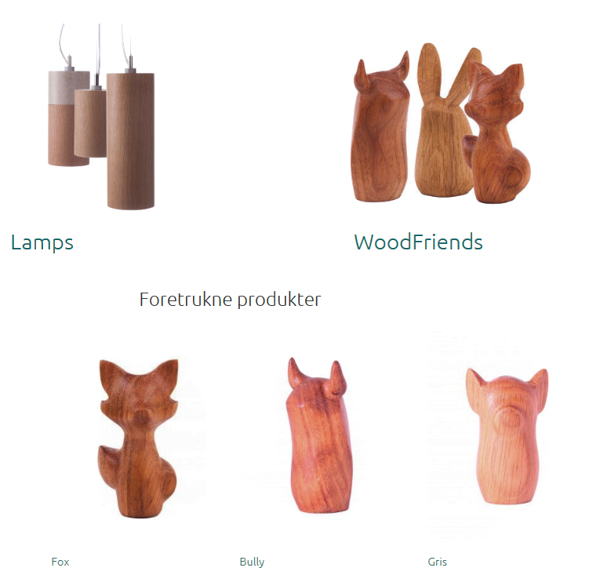 Lamps
WoodFriends
Foretrukne produkter
Fox
Bully
Gris